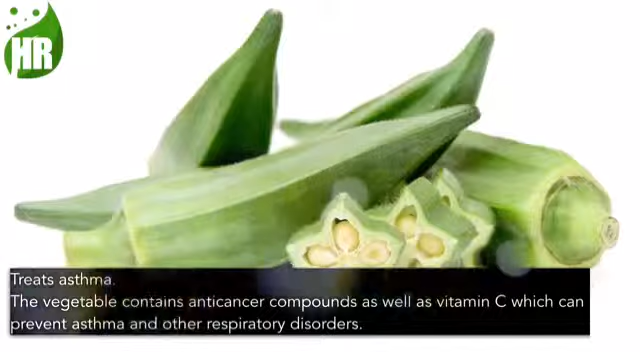 HR
Treats asthma.
The vegetable contains anticancer compounds as well as vitamin C which can
prevent asthma and other respiratory disorders.